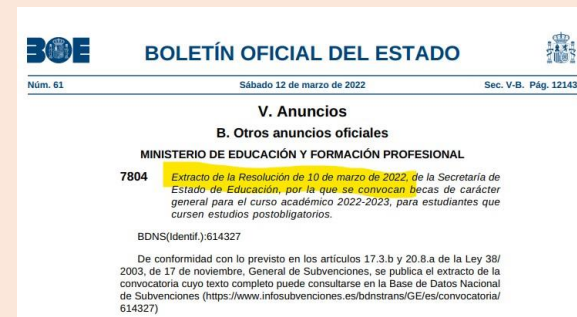 BOE
BOLETÍN OFICIAL DEL ESTADO
Núm. 61 Sábado 12 de marzo de 2022 Sec. V-B. Pág. 12143
V. Anuncios
B. Otros anuncios oficiales
MINISTERIO DE EDUCACIÓN Y FORMACIÓN PROFESIONAL
7804 Extracto de la Resolución de 10 de marzo de 2022, de la Secretaría de
Estado de Educación, por la que se convocan becas de carácter
general para el curso académico 2022-2023, para estudiantes que
cursen estudios postobligatorios.
BDNS(Identif.):614327
De conformidad con lo previsto en los artículos 17.3.b y 20.8.a de la Ley 38/
2003, de 17 de noviembre, General de Subvenciones, se publica el extracto de la
convocatoria cuyo texto completo puede consultarse en la Base de Datos Nacional
de Subvenciones (https://www.infosubvenciones.es/bdnstrans/GE/es/convocatoria/
614327)